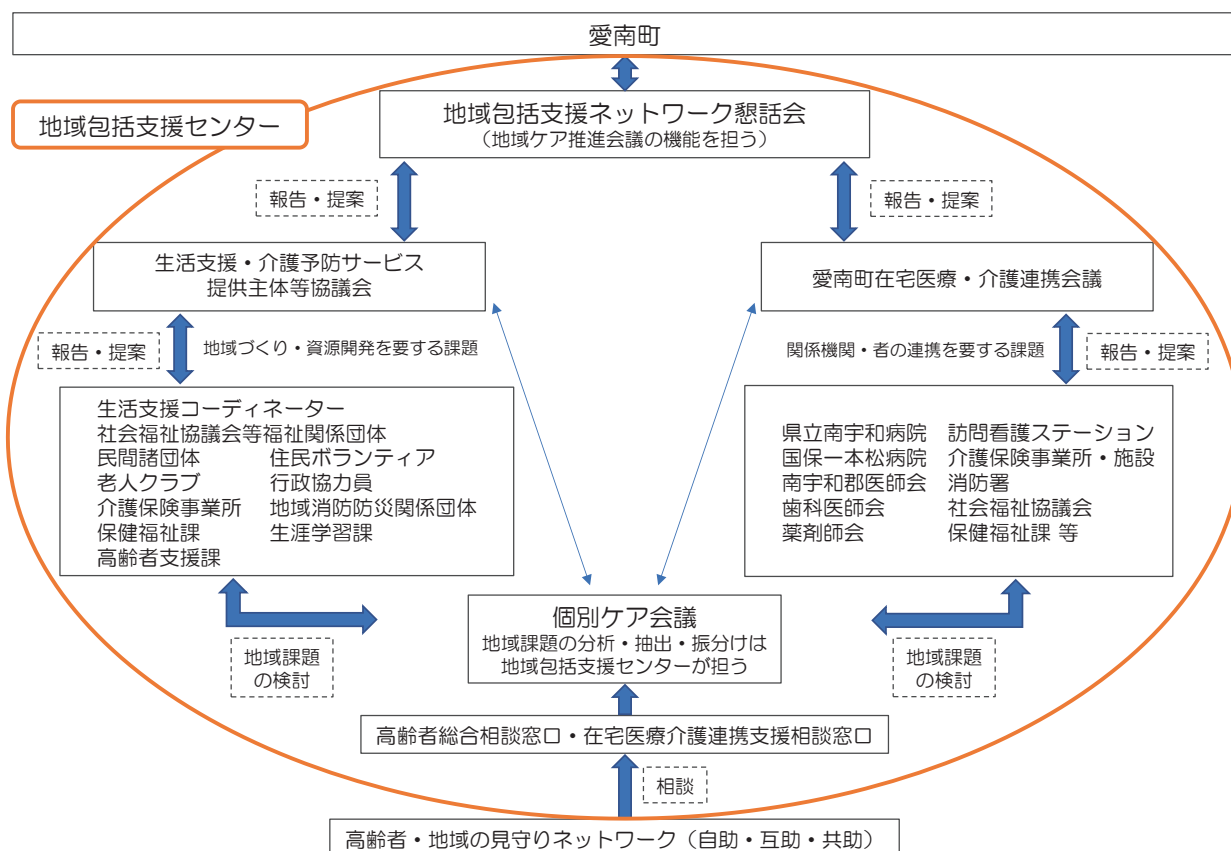 愛南町
地域包括支援センター
地域包括支援ネットワーク懇話会
（地域ケア推進会議の機能を担う）
報告・提案
報告・提案
生活支援・介護予防サービス
提供主体等協議会
愛南町在宅医療・介護連携会議
報告・提案
地域づくり・資源開発を要する課題
関係機関・者の連携を要する課題
報告・提案
生活支援コーディネーター
社会福祉協議会等福祉関係団体
民間諸団体 住民ボランティア
老人クラブ 行政協力員
介護保険事業所 地域消防防災関係団体
保健福祉課 生涯学習課
高齢者支援課
県立南宇和病院 訪問看護ステーション
国保一本松病院 介護保険事業所・施設
南宇和郡医師会 消防署
歯科医師会 社会福祉協議会
薬剤師会 保健福祉課 等
個別ケア会議
地域課題の分析・抽出・振分けは
地域包括支援センターが担う
地域課題
の検討
地域課題
の検討
高齢者総合相談窓口・在宅医療介護連携支援相談窓口
相談
高齢者・地域の見守りネットワーク（自助・互助・共助）